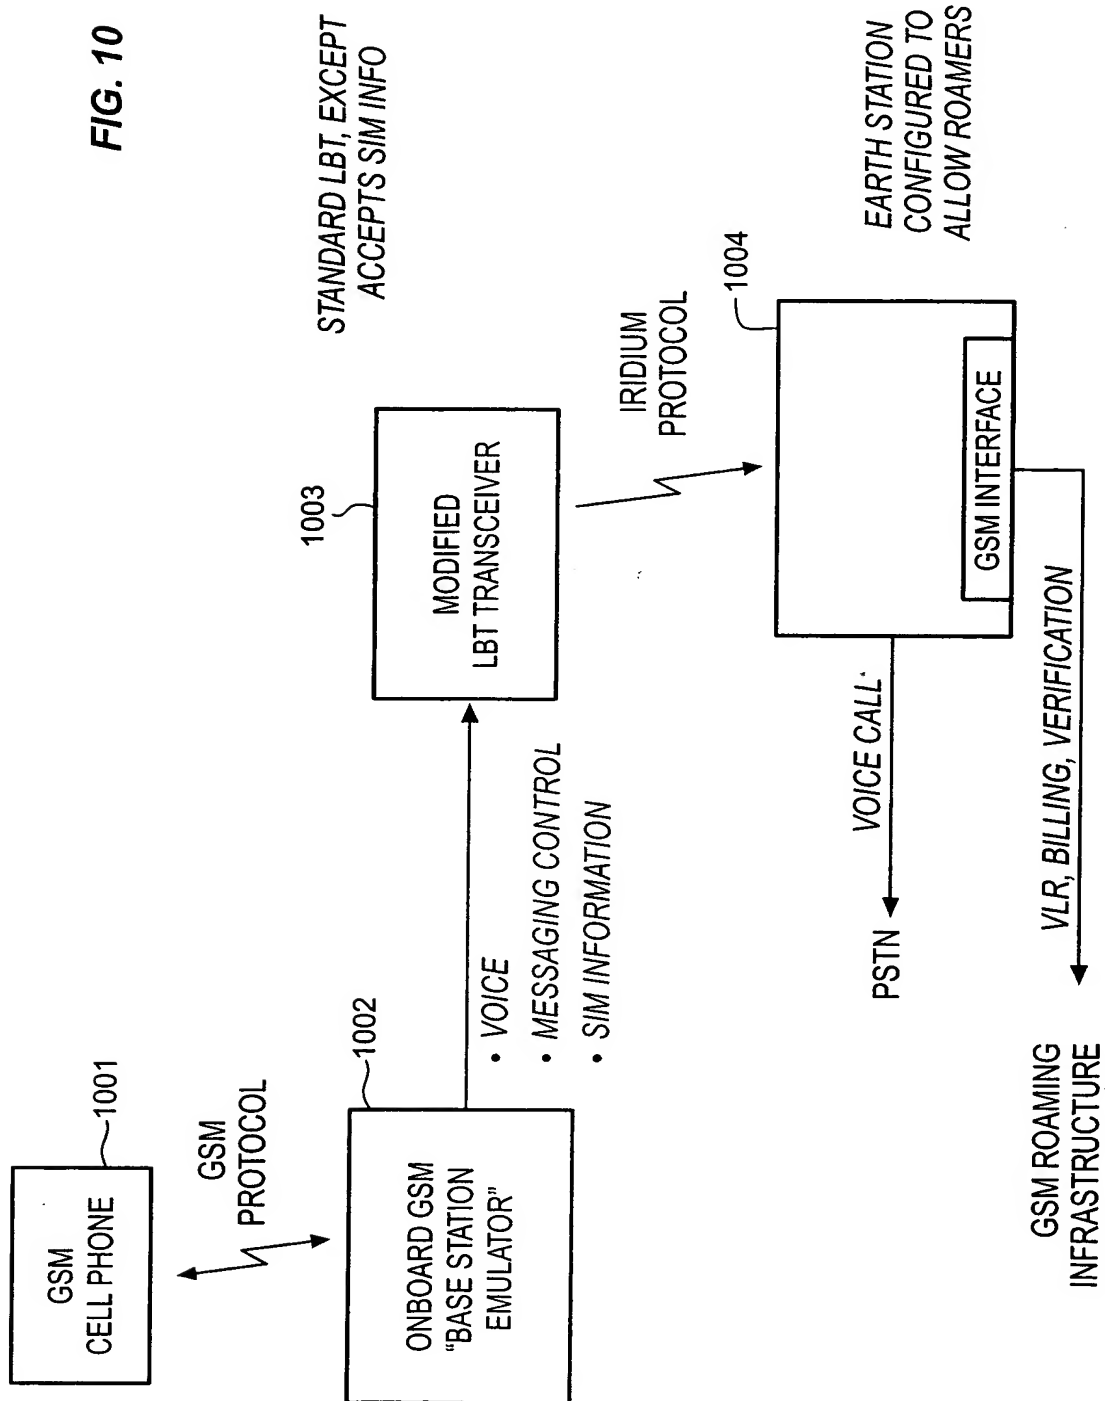 FIG. 10
1001
GSM
CELL PHONE
GSM
PROTOCOL
1002
ONBOARD GSM
"BASE STATION
EMULATOR"
• VOICE
• MESSAGING CONTROL
• SIM INFORMATION
1003
MODIFIED
LBT TRANSCEIVER
STANDARD LBT, EXCEPT
ACCEPTS SIM INFO
IRIDIUM
PROTOCOL
1004
GSM INTERFACE
EARTH STATION
CONFIGURED TO
ALLOW ROAMERS
VOICE CALL
PSTN
VLR, BILLING, VERIFICATION
GSM ROAMING
INFRASTRUCTURE